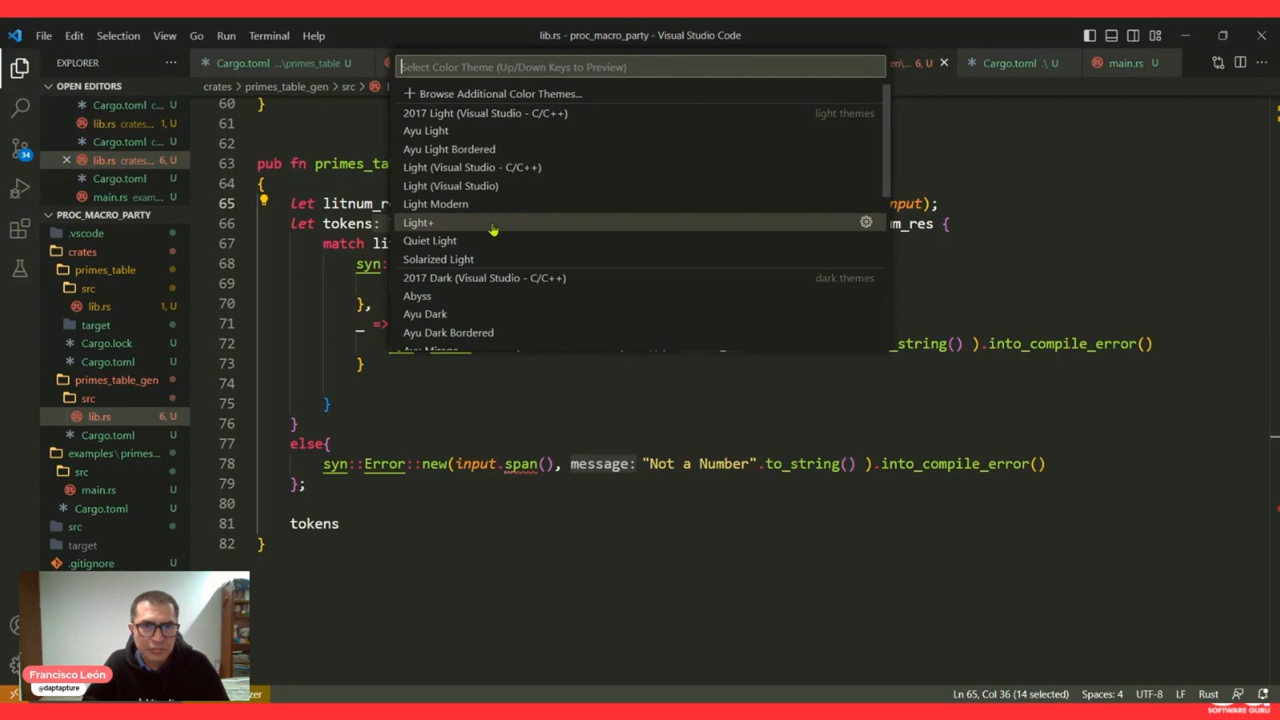 File Edit Selection View Go Run Terminal Help
lib.rs - proc_macro_party - Visual Studio Code
EXPLORER
Cargo.toml ...\primes_table U
6, U
Cargo.toml .\ U
main.rs U
OPEN EDITORS
Cargo.toml c... U
lib.rs crates... 1, U
Cargo.toml c... U
lib.rs crates... 6, U
Cargo.toml U
main.rs exam... U
PROC_MACRO_PARTY
.vscode
crates
primes_table
src
lib.rs 1, U
target
Cargo.lock U
Cargo.toml U
primes_table_gen
src
lib.rs 6, U
Cargo.toml U
examples \ primes...
src
main.rs U
Cargo.toml U
src
target
.gitignore U
34
crates > primes_table_gen > src >
Select Color Theme (Up/Down Keys to Preview)
Browse Additional Color Themes...
2017 Light (Visual Studio - C/C++) light themes
Ayu Light
Ayu Light Bordered
Light (Visual Studio - C/C++)
Light (Visual Studio)
Light Modern
Light+
Quiet Light
Solarized Light
2017 Dark (Visual Studio - C/C++) dark themes
Abyss
Ayu Dark
Ayu Dark Bordered
Ayu Mirage
60 }
61
62
63 pub fn primes_ta
64 {
65 let litnum_re nput);
66 let tokens: um_res {
67 match li
68 syn:
70 },
71 _ =>
72 _string() ).into_compile_error()
73 }
74
75 }
76 }
77 else{
78 syn::Error::new(input.span(), message: "Not a Number".to_string() ).into_compile_error()
79 };
80
81 tokens
82 }
Francisco León
@daptapture
Ln 65, Col 36 (14 selected) Spaces: 4 UTF-8 LF Rust
SOFTWARE GURU